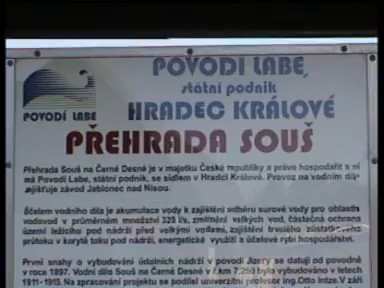 POVODÍ LABE,
státní podnik
HRADEC KRÁLOVÉ
POVODÍ LABE
PŘEHRADA SOUŠ
Přehrada Souš na Černé Desné je v majetku České republiky a právo hospodařit s ní
má Povodí Labe, státní podnik, se sídlem v Hradci Králové. Provoz na vodním díle
zajišťuje závod Jablonec nad Nisou.
Účelem vodního díla je akumulace vody k zajištění odběru surové vody pro oblastní
vodovod v průměrném množství l/s, zmírnění velkých vod, částečná ochrana
území ležícího pod nádrží před velkými vodami, zajištění trvalého zůstatkového
průtoku v korytě toku pod nádrží, energetické využití a účelové rybí hospodářství.
První snahy o vybudování údolních nádrží v povodí Jizery se datují od povodně
v roce 1897. Vodní dílo Souš na Černé Desné v ř.km 7,250 bylo vybudováno v letech
1911-1915. Na zpracování projektu se podílel univerzitní profesor ing. Otto Intze. V září